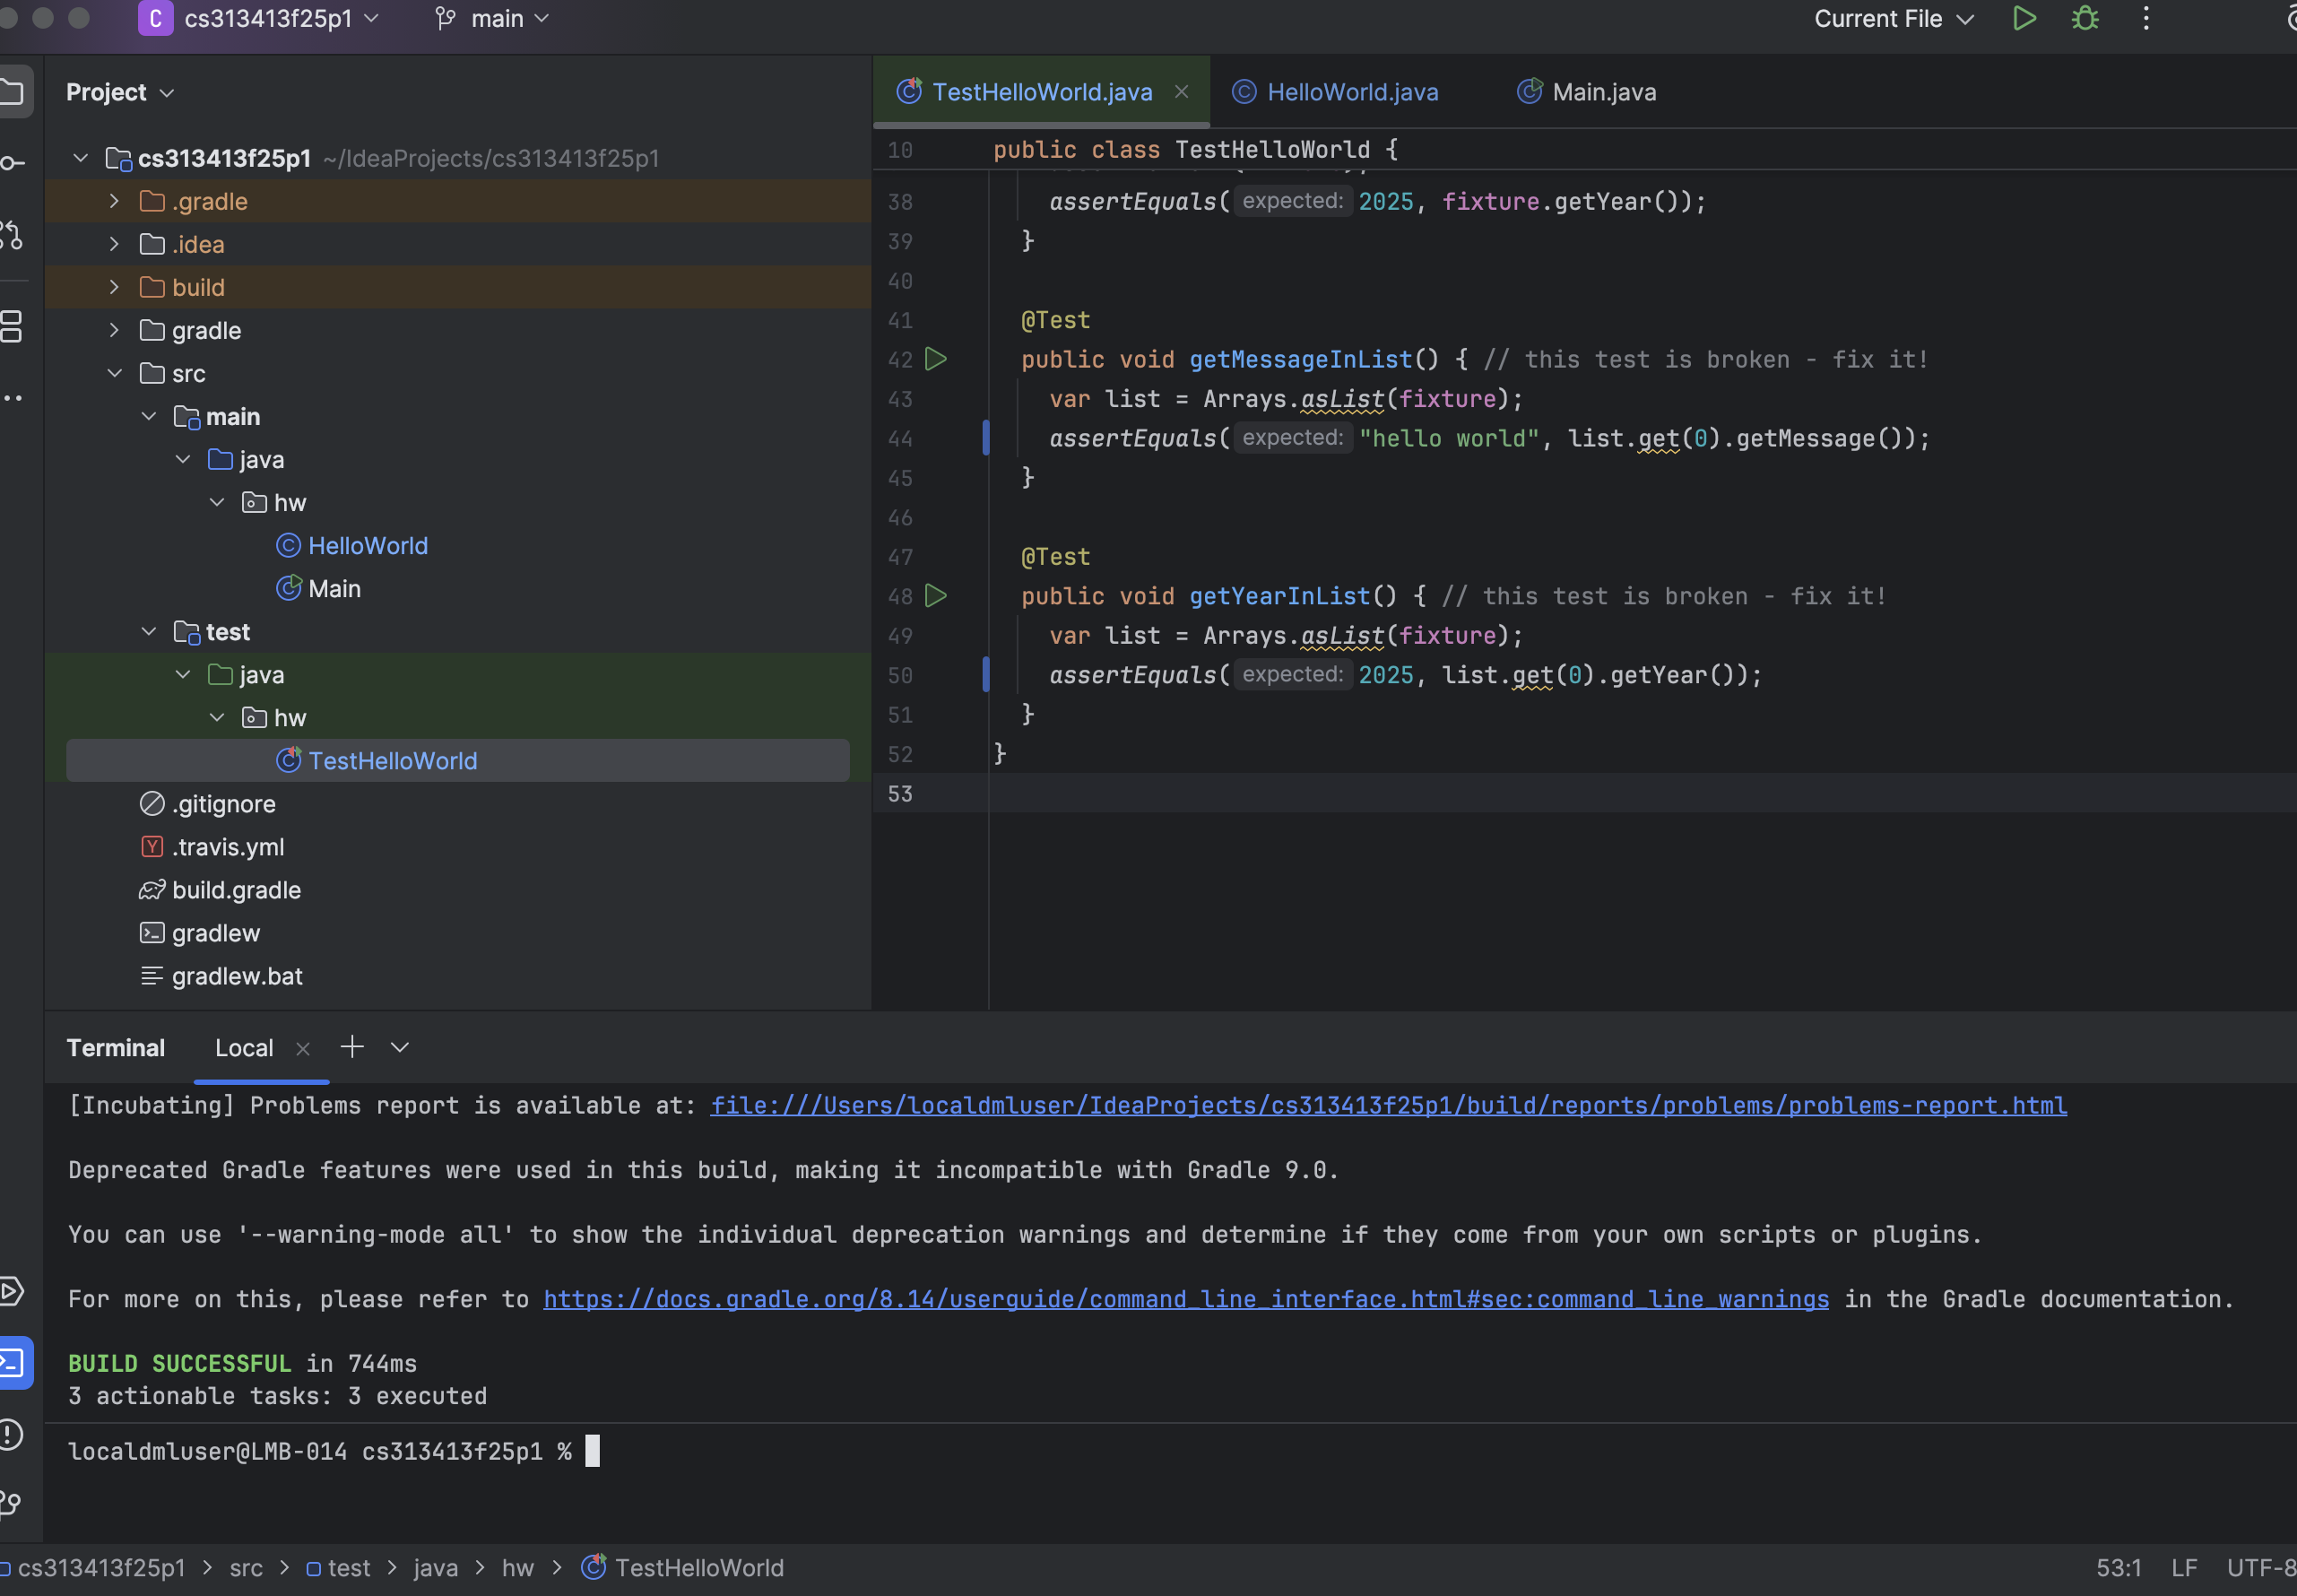 C cs313413f25p1 main Current File
Project
cs313413f25p1 ~/IdeaProjects/cs313413f25p1
.gradle
.idea
build
gradle
src
main
java
hw
HelloWorld
Main
test
java
hw
TestHelloWorld
.gitignore
Y .travis.yml
build.gradle
gradlew
gradlew.bat
TestHelloWorld.java HelloWorld.java Main.java
10 public class TestHelloWorld {
38 assertEquals( expected: 2025, fixture.getYear());
39 }
40
41 @Test
42 public void getMessageInList() { // this test is broken - fix it!
43 var list = Arrays.asList(fixture);
44 assertEquals( expected: "hello world", list.get(0).getMessage());
45 }
46
47 @Test
48 public void getYearInList() { // this test is broken - fix it!
49 var list = Arrays.asList(fixture);
50 assertEquals( expected: 2025, list.get(0).getYear());
51 }
52 }
53
Terminal Local
[Incubating] Problems report is available at: file:///Users/localdmluser/IdeaProjects/cs313413f25p1/build/reports/problems/problems-report.html
Deprecated Gradle features were used in this build, making it incompatible with Gradle 9.0.
You can use '--warning-mode all' to show the individual deprecation warnings and determine if they come from your own scripts or plugins.
For more on this, please refer to https://docs.gradle.org/8.14/userguide/command_line_interface.html#sec:command_line_warnings in the Gradle documentation.
BUILD SUCCESSFUL in 744ms
3 actionable tasks: 3 executed
localdmluser@LMB-014 cs313413f25p1 %
cs313413f25p1 > src > test > java > hw > TestHelloWorld 53:1 LF UTF-8